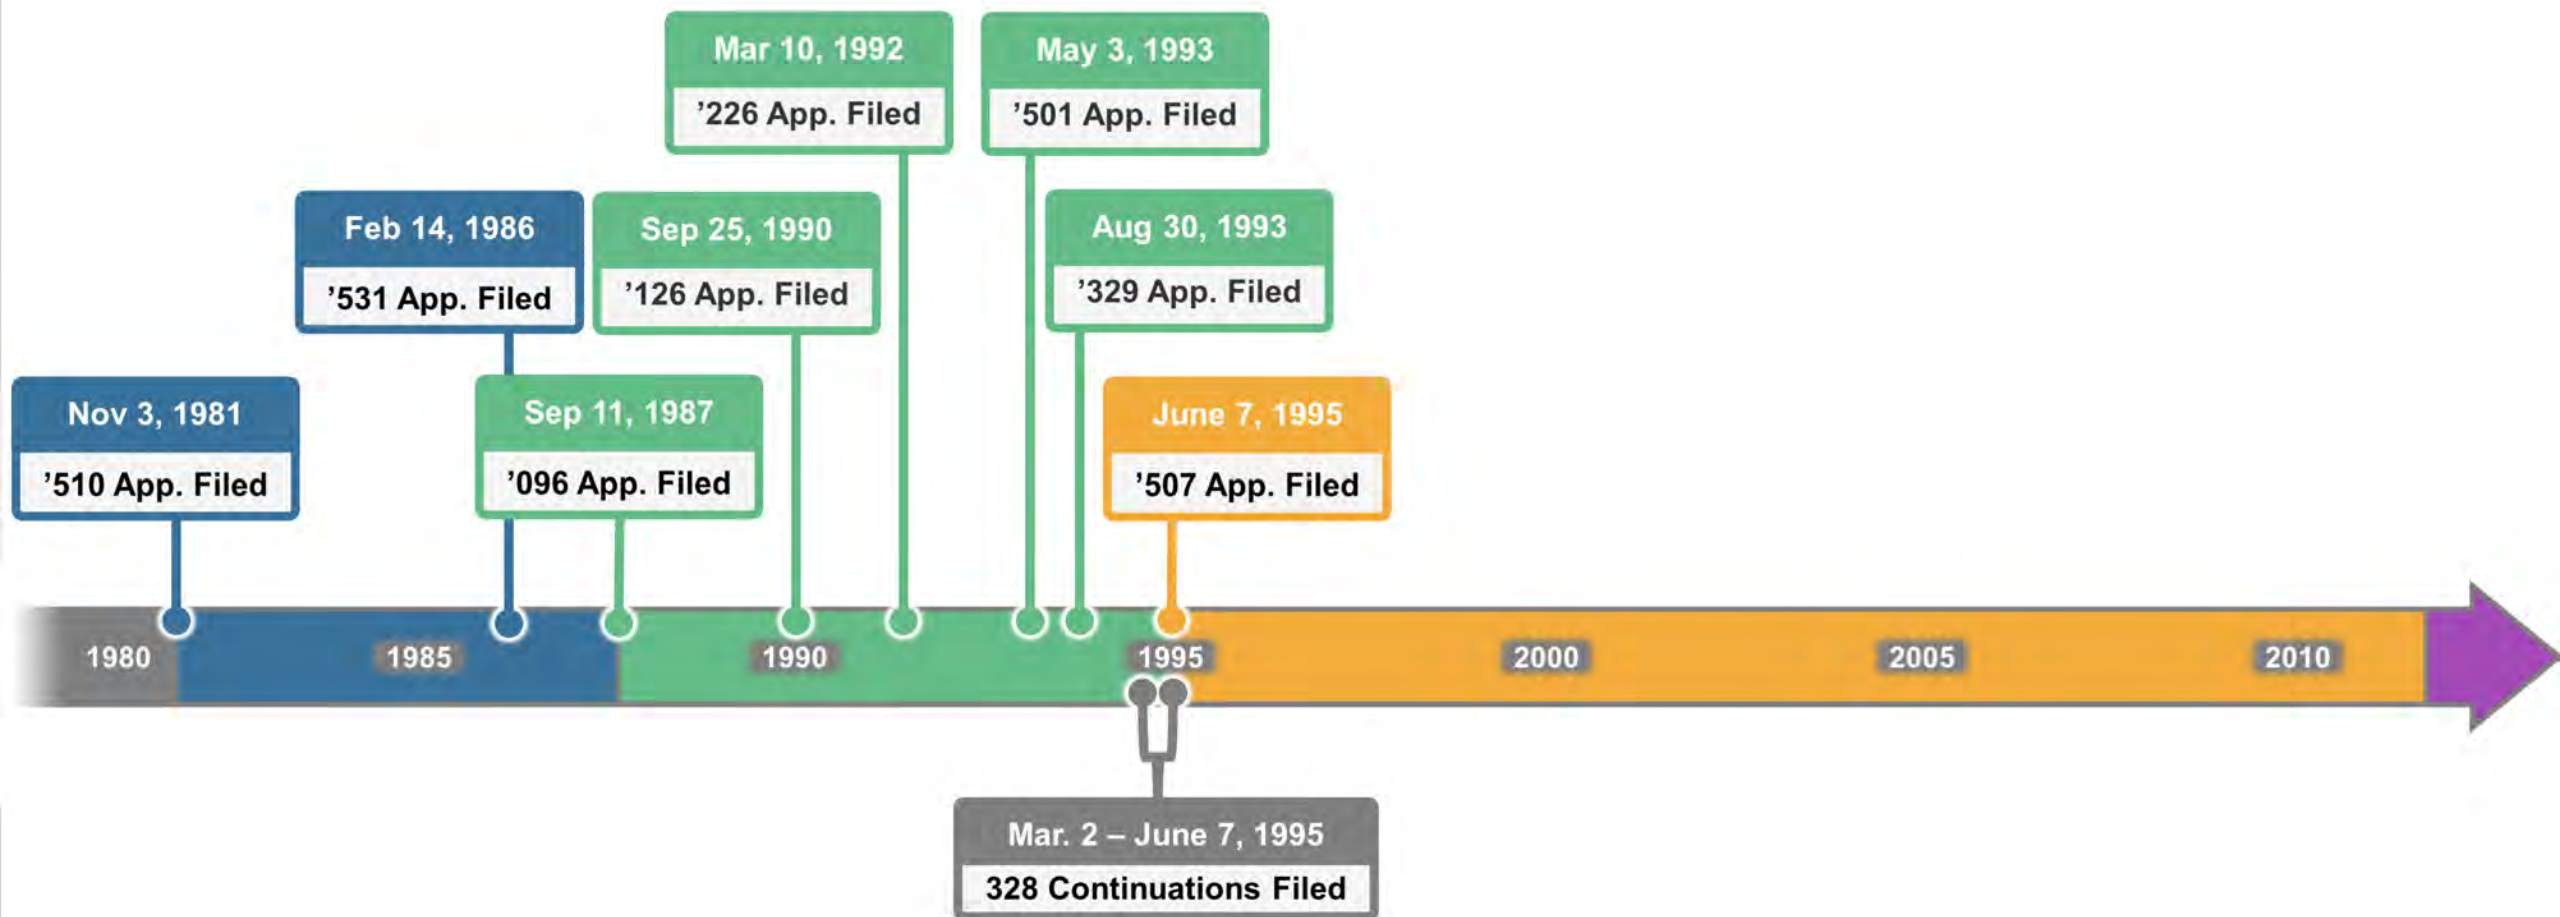 Mar 10, 1992
’226 App. Filed
May 3, 1993
’501 App. Filed
Feb 14, 1986
’531 App. Filed
Sep 25, 1990
’126 App. Filed
Aug 30, 1993
’329 App. Filed
Nov 3, 1981
’510 App. Filed
Sep 11, 1987
’096 App. Filed
June 7, 1995
’507 App. Filed
1980
1985
1990
1995
2000
2005
2010
Mar. 2 – June 7, 1995
328 Continuations Filed